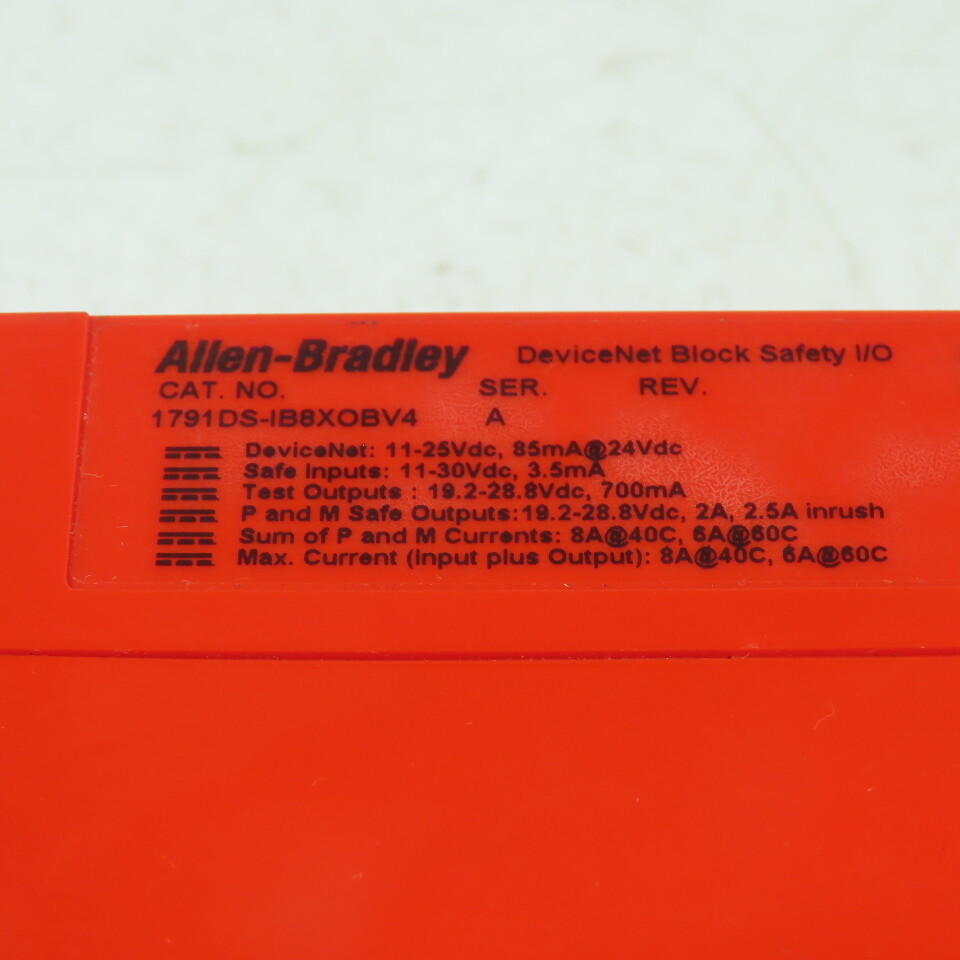 Allen-Bradley DeviceNet Block Safety I/O
CAT. NO. SER. REV.
1791DS-IB8XOBV4 A
DeviceNet: 11-25Vdc, 85mA@24Vdc
Safe Inputs: 11-30Vdc, 3.5mA
Test Outputs : 19.2-28.8Vdc, 700mA
P and M Safe Outputs:19.2-28.8Vdc, 2A, 2.5A inrush
Sum of P and M Currents: 8A@40C, 6A@60C
Max. Current (Input plus Output): 8A@40C, 6A@60C